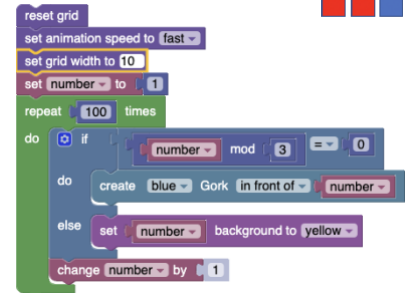 reset grid
set animation speed to fast
set grid width to 10
set number to 1
repeat 100 times
do if number mod 3 = 0
do create blue Gork in front of number
else set number background to yellow
change number by 1